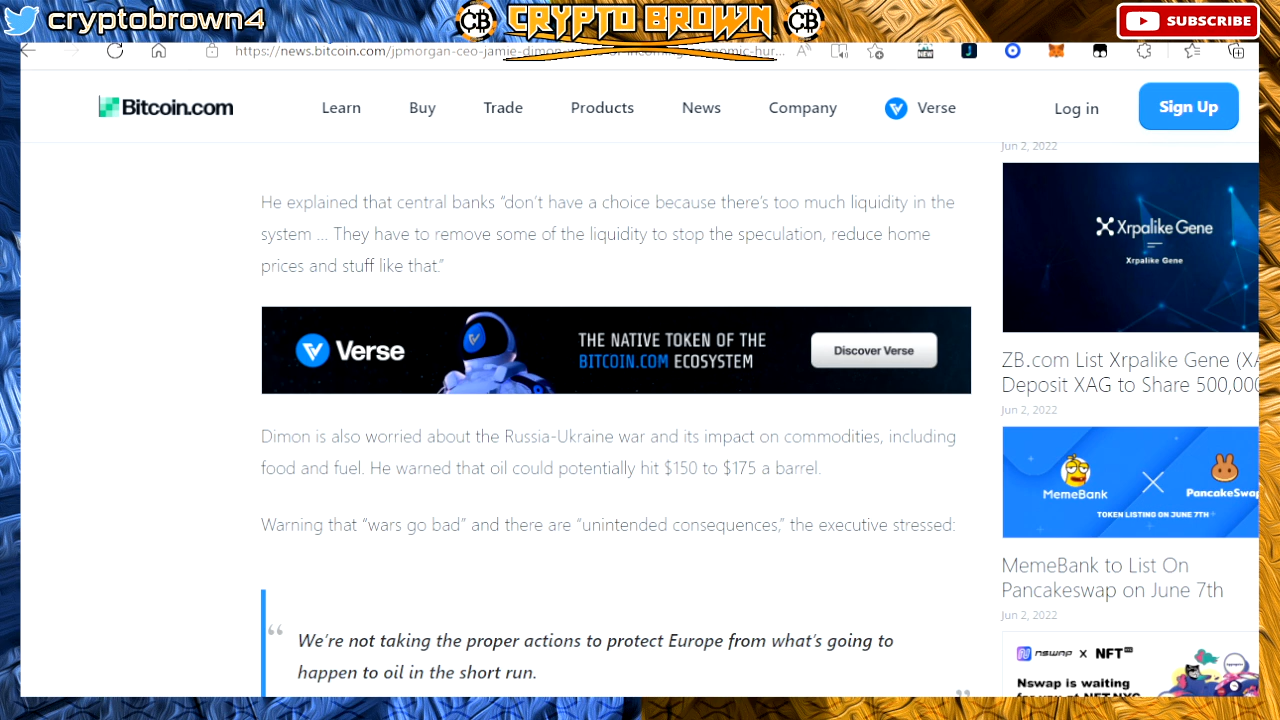 cryptobrown4
CB
CRYPTO BROWN
CB
SUBSCRIBE
https://news.bitcoin.com/jpmorgan-ceo-jamie-dimon-
NEW
Bitcoin.com
Learn
Buy
Trade
Products
News
Company
Verse
Log in
Sign Up
He explained that central banks “don’t have a choice because there’s too much liquidity in the
system … They have to remove some of the liquidity to stop the speculation, reduce home
prices and stuff like that.”
Verse
THE NATIVE TOKEN OF THE
BITCOIN.COM ECOSYSTEM
Discover Verse
Dimon is also worried about the Russia-Ukraine war and its impact on commodities, including
food and fuel. He warned that oil could potentially hit $150 to $175 a barrel.
Warning that “wars go bad” and there are “unintended consequences,” the executive stressed:
“ We’re not taking the proper actions to protect Europe from what’s going to
happen to oil in the short run. ”
Jun 2, 2022
Xrpalike Gene
Xrpalike Gene
ZB.com List Xrpalike Gene (XA
Deposit XAG to Share 500,000
Jun 2, 2022
MemeBank
PancakeSwap
TOKEN LISTING ON JUNE 7TH
MemeBank to List On
Pancakeswap on June 7th
Jun 2, 2022
nswap x NFT
Nswap is waiting